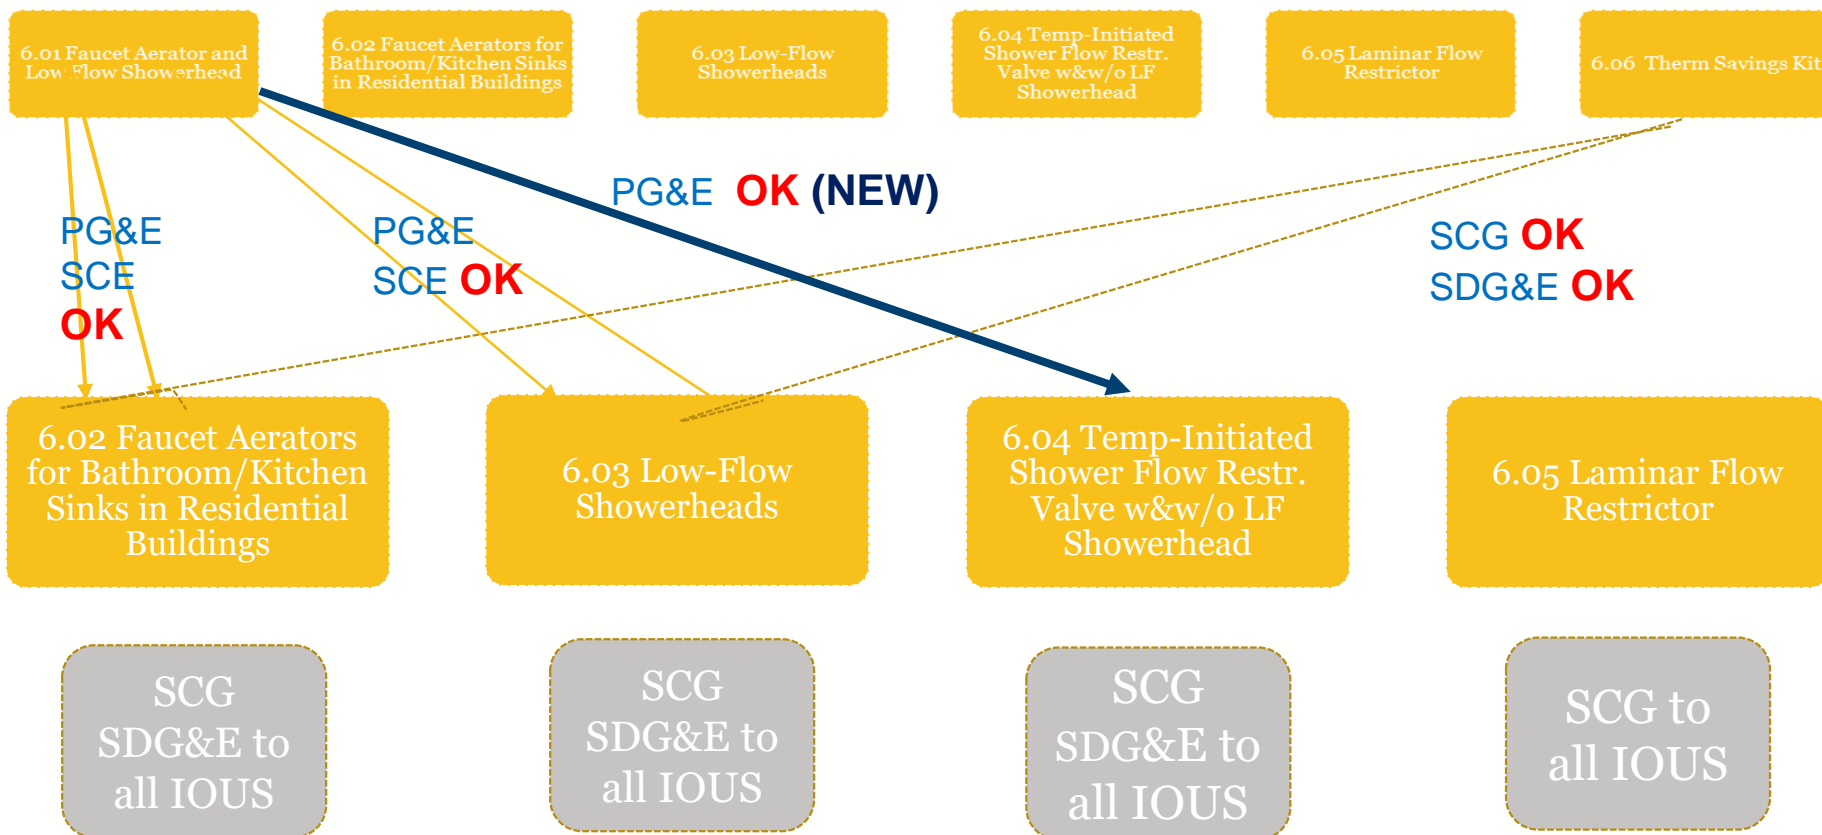 6.01 Faucet Aerator and
Low-Flow Showerhead
6.02 Faucet Aerators for
Bathroom/Kitchen Sinks
in Residential Buildings
6.03 Low-Flow
Showerheads
6.04 Temp-Initiated
Shower Flow Restr.
Valve w&w/o LF
Showerhead
6.05 Laminar Flow
Restrictor
6.06 Therm Savings Kit
PG&E
SCE
OK
PG&E
SCE OK
PG&E OK (NEW)
SCG OK
SDG&E OK
6.02 Faucet Aerators
for Bathroom/Kitchen
Sinks in Residential
Buildings
6.03 Low-Flow
Showerheads
6.04 Temp-Initiated
Shower Flow Restr.
Valve w&w/o LF
Showerhead
6.05 Laminar Flow
Restrictor
SCG
SDG&E to
all IOUS
SCG
SDG&E to
all IOUS
SCG
SDG&E to
all IOUS
SCG to
all IOUS